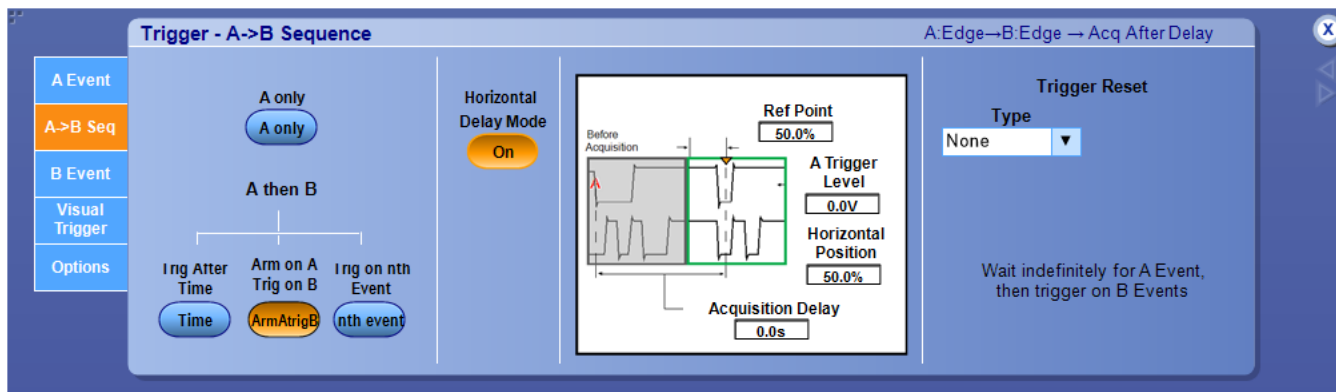 Trigger - A->B Sequence
A:Edge→B:Edge → Acq After Delay
X
A Event
A->B Seq
B Event
Visual
Trigger
Options
A only
A only
A then B
Trig After
Time
Time
Arm on A
Trig on B
ArmAtrigB
Trig on nth
Event
nth event
Horizontal
Delay Mode
On
Before
Acquisition
A
Ref Point
50.0%
A Trigger
Level
0.0V
Horizontal
Position
50.0%
Acquisition Delay
0.0s
Trigger Reset
Type
None
Wait indefinitely for A Event,
then trigger on B Events